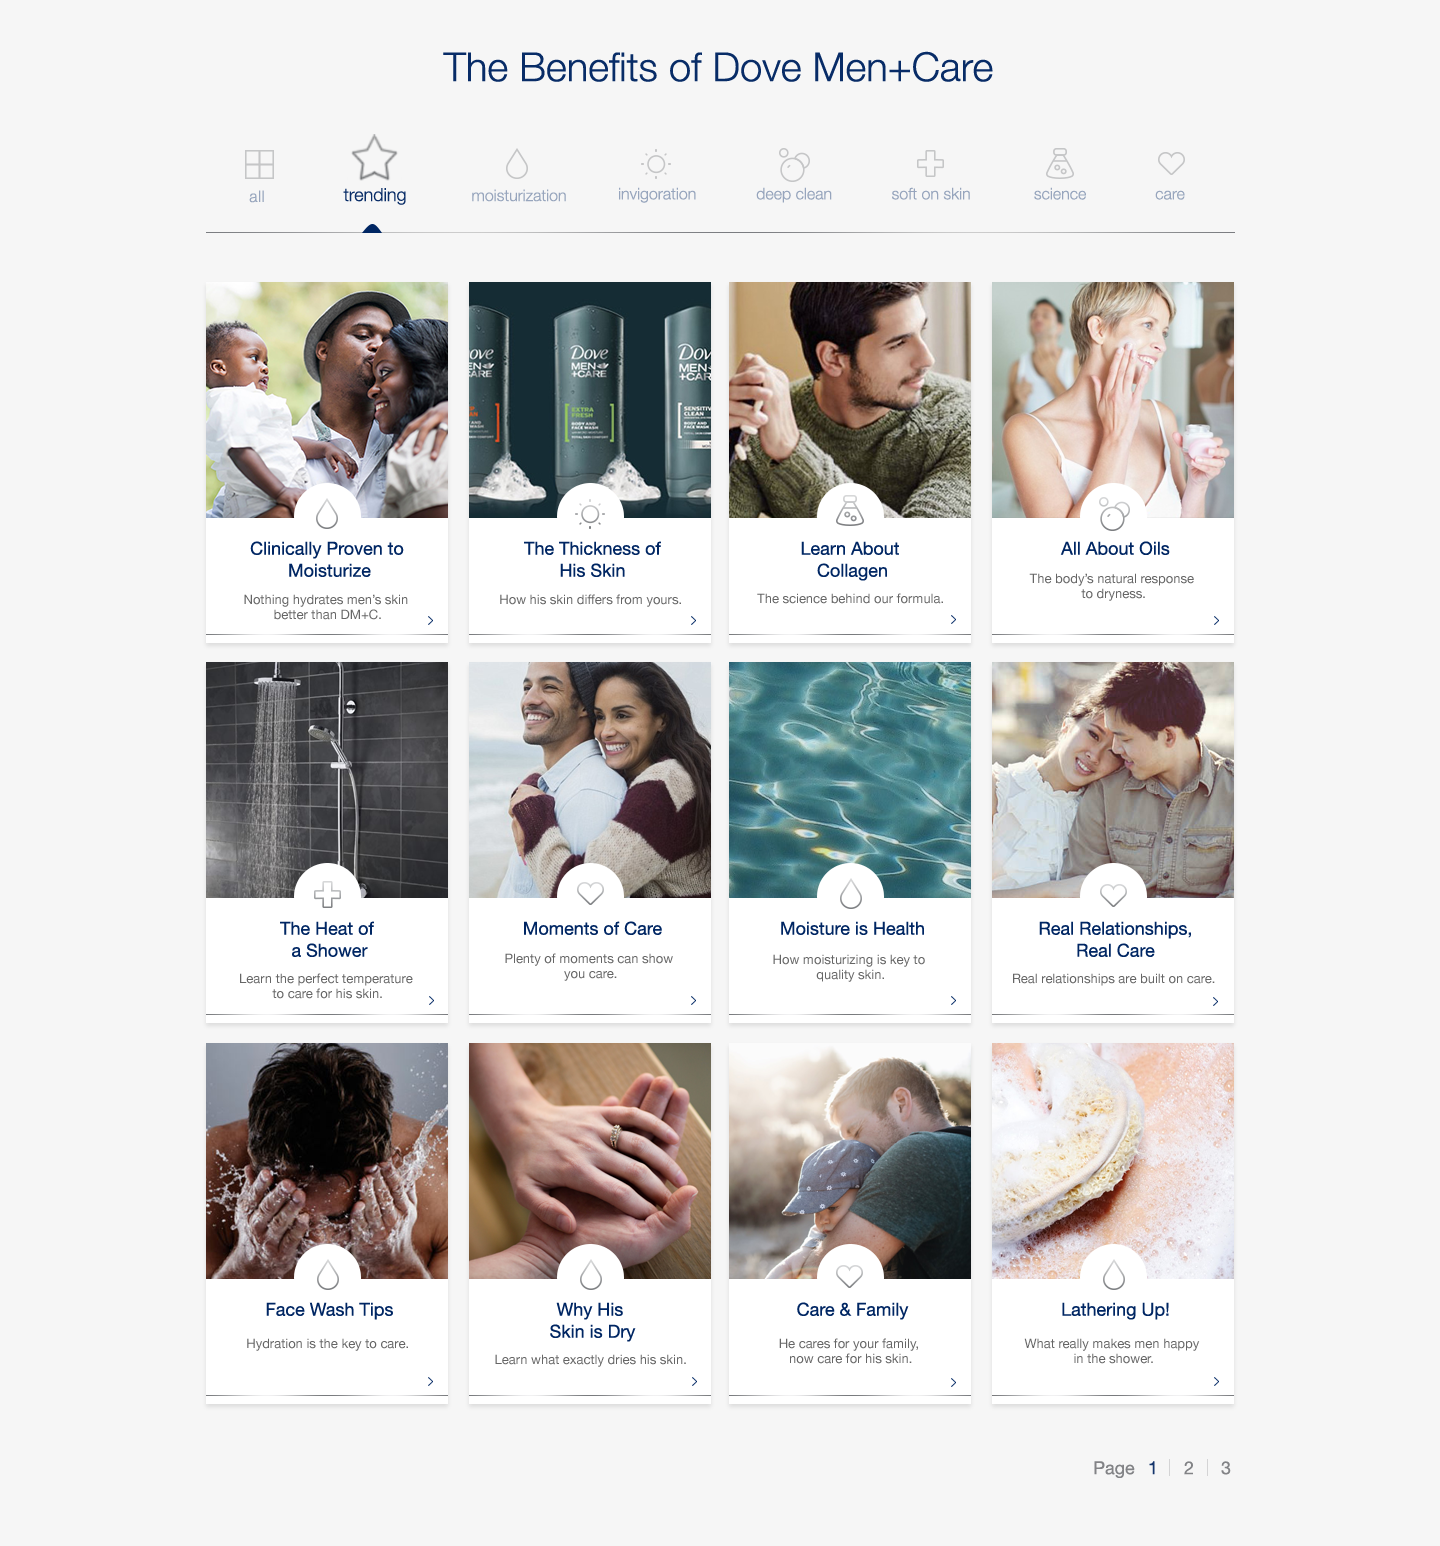 The Benefits of Dove Men+Care
all
trending
moisturization
invigoration
deep clean
soft on skin
science
care
Dove
MEN
+CARE
EXTRA
FRESH
BODY AND
FACE WASH
Dove
MEN
+CARE
SENSITIVE
CLEAN
BODY AND
FACE WASH
Clinically Proven to
Moisturize
Nothing hydrates men's skin
better than DM+C.
The Thickness of
His Skin
How his skin differs from yours.
Learn About
Collagen
The science behind our formula.
All About Oils
The body's natural response
to dryness.
The Heat of
a Shower
Learn the perfect temperature
to care for his skin.
Moments of Care
Plenty of moments can show
you care.
Moisture is Health
How moisturizing is key to
quality skin.
Real Relationships,
Real Care
Real relationships are built on care.
Face Wash Tips
Hydration is the key to care.
Why His
Skin is Dry
Learn what exactly dries his skin.
Care & Family
He cares for your family,
now care for his skin.
Lathering Up!
What really makes men happy
in the shower.
Page 1 2 3